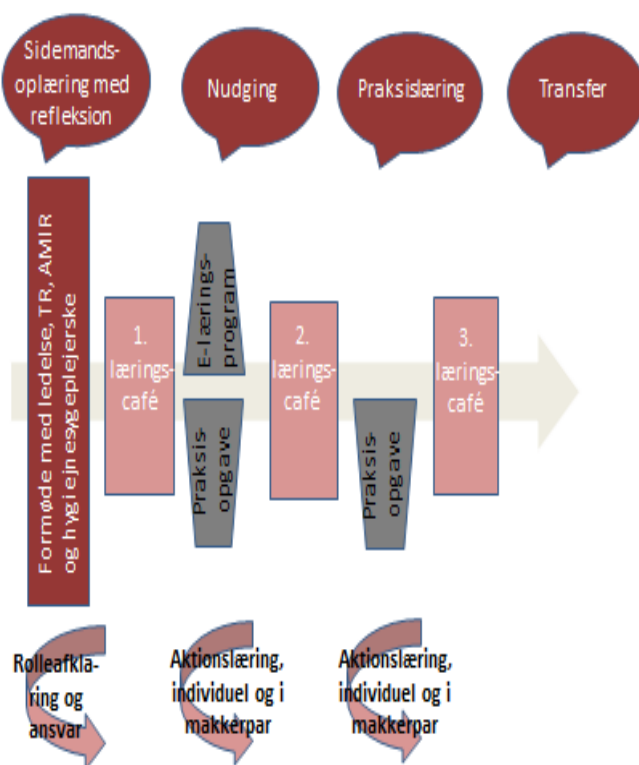 Sidemands-
oplæring med
refleksion
Nudging
Praksislæring
Transfer
Formøde med ledelse, TR, AMIR
og hygiejnesygeplejerske
1.
lærings-
café
E-lærings-
program
Praksis-
opgave
2.
lærings-
café
Praksis-
opgave
3.
lærings-
café
Rolleafkla-
ring og
ansvar
Aktionslæring,
individuel og i
makkerpar
Aktionslæring,
individuel og i
makkerpar